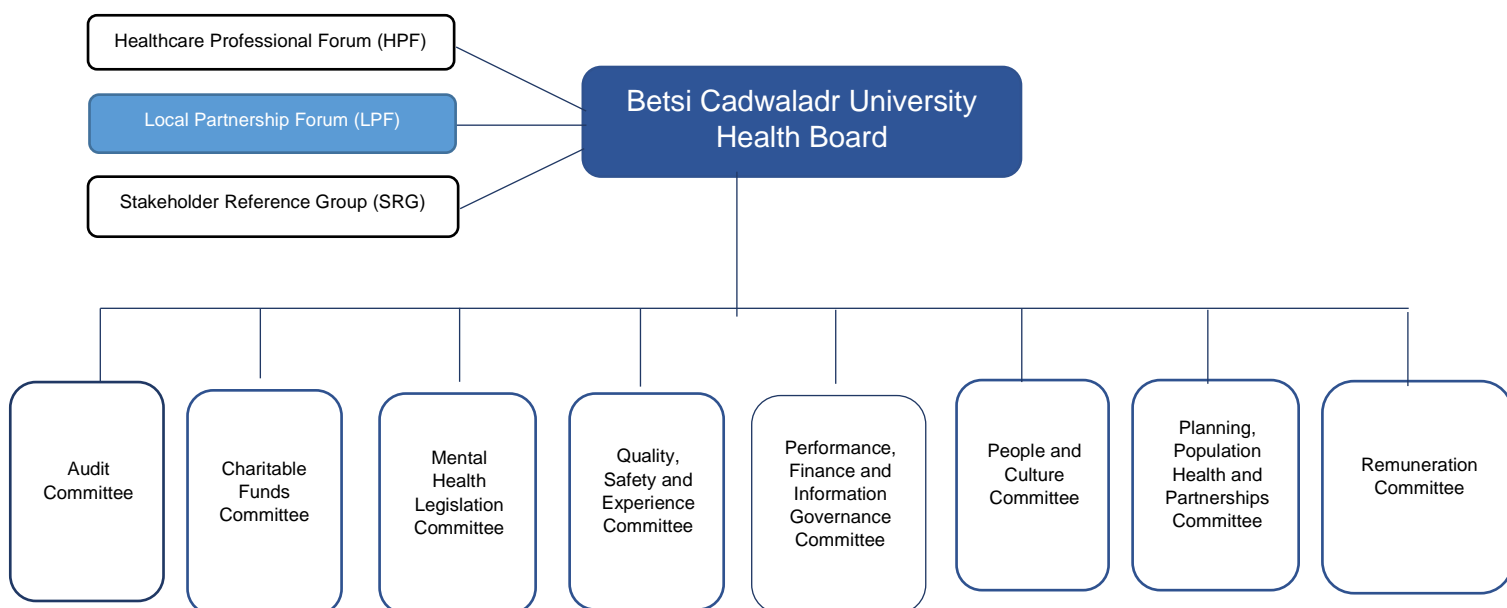 Healthcare Professional Forum (HPF)
Local Partnership Forum (LPF)
Stakeholder Reference Group (SRG)
Betsi Cadwaladr University
Health Board
Audit
Committee
Charitable
Funds
Committee
Mental
Health
Legislation
Committee
Quality,
Safety and
Experience
Committee
Performance,
Finance and
Information
Governance
Committee
People and
Culture
Committee
Planning,
Population
Health and
Partnerships
Committee
Remuneration
Committee